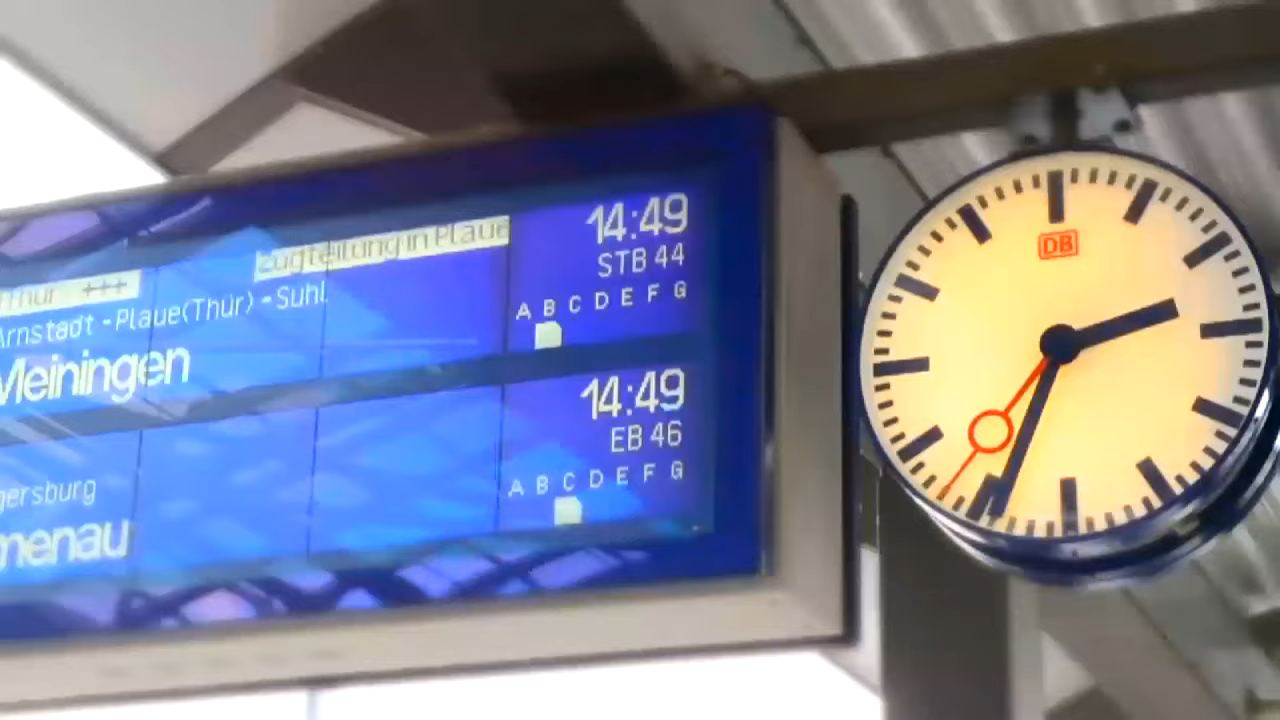 Zugteilung in Plaue
Thür +++
Arnstadt - Plaue(Thür) - Suhl
Meiningen
14:49
STB 44
A B C D E F G
gersburg
menau
14:49
EB 46
A B C D E F G
DB